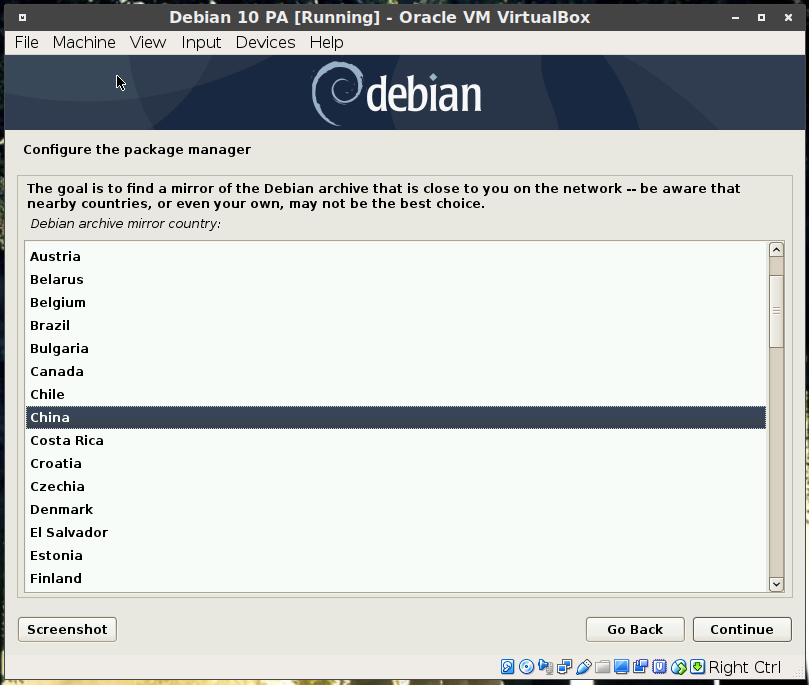 Debian 10 PA [Running] - Oracle VM VirtualBox
File Machine View Input Devices Help
debian
Configure the package manager
The goal is to find a mirror of the Debian archive that is close to you on the network -- be aware that
nearby countries, or even your own, may not be the best choice.
Debian archive mirror country:
Austria
Belarus
Belgium
Brazil
Bulgaria
Canada
Chile
China
Costa Rica
Croatia
Czechia
Denmark
El Salvador
Estonia
Finland
Screenshot Go Back Continue
Right Ctrl